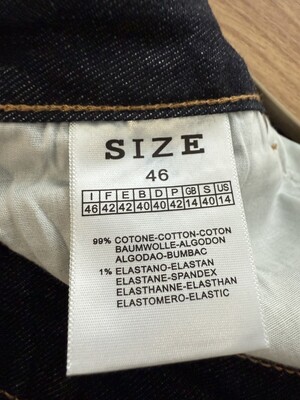 SIZE
46
I F E B D P GB S US
46 42 42 40 40 42 14 40 14
99% COTONE-COTTON-COTON
BAUMWOLLE-ALGODON
ALGODAO-BUMBAC
1% ELASTANO-ELASTAN
ELASTANE-SPANDEX
ELASTHANNE-ELASTHAN
ELASTOMERO-ELASTIC